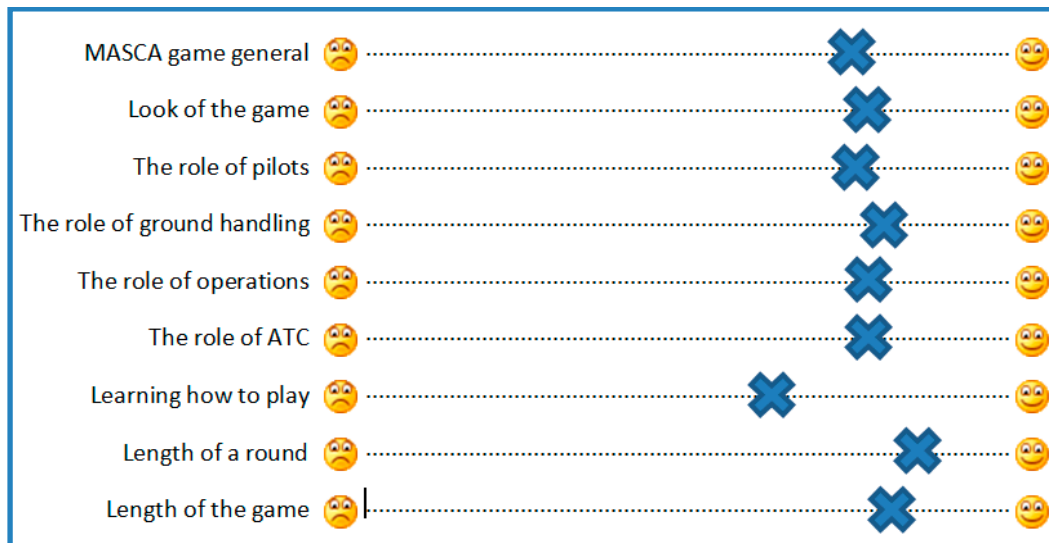 MASCA game general
Look of the game
The role of pilots
The role of ground handling
The role of operations
The role of ATC
Learning how to play
Length of a round
Length of the game